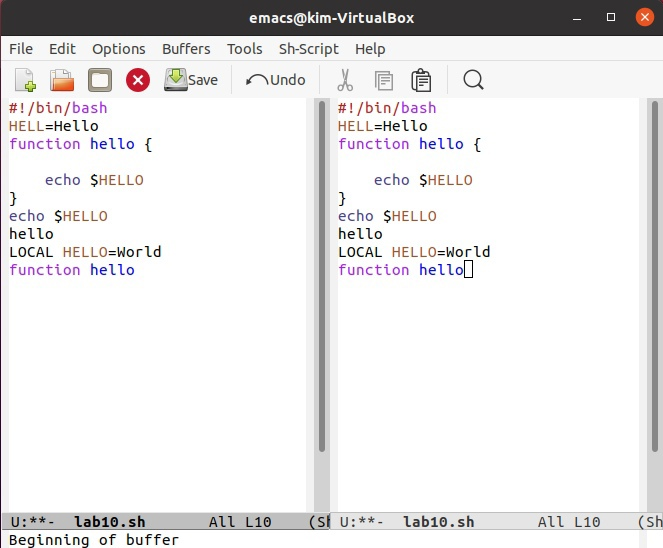 emacs@kim-VirtualBox
File Edit Options Buffers Tools Sh-Script Help
Save Undo
#!/bin/bash
HELL=Hello
function hello {
echo $HELLO
}
echo $HELLO
hello
LOCAL HELLO=World
function hello
U:**- lab10.sh All L10 (Sh
#!/bin/bash
HELL=Hello
function hello {
echo $HELLO
}
echo $HELLO
hello
LOCAL HELLO=World
function hello
U:**- lab10.sh All L10 (Sh
Beginning of buffer